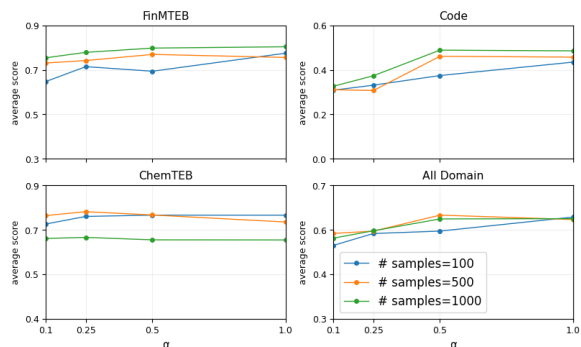 FinMTEB
average score
0.9
0.7
0.5
0.3
Code
average score
0.6
0.4
0.2
0.0
ChemTEB
average score
0.9
0.7
0.5
0.4
0.1
0.25
0.5
1.0
α
All Domain
average score
0.7
0.6
0.4
0.3
# samples=100
# samples=500
# samples=1000
0.1
0.25
0.5
1.0
α